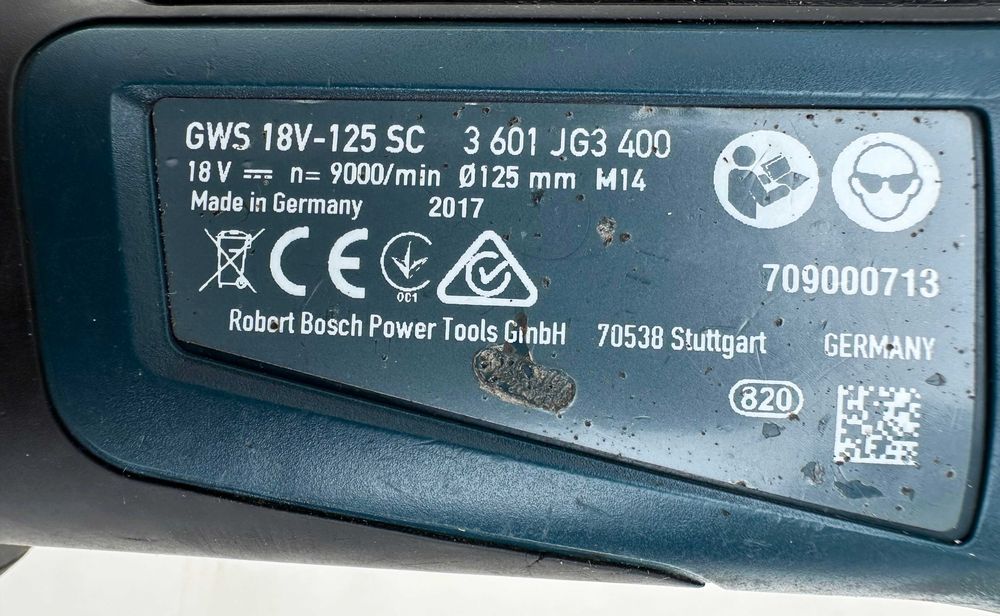 GWS 18V-125 SC 3 601 JG3 400
18 V n= 9000/min Ø125 mm M14
Made in Germany 2017
CE
001
709000713
Robert Bosch Power Tools GmbH 70538 Stuttgart GERMANY
820